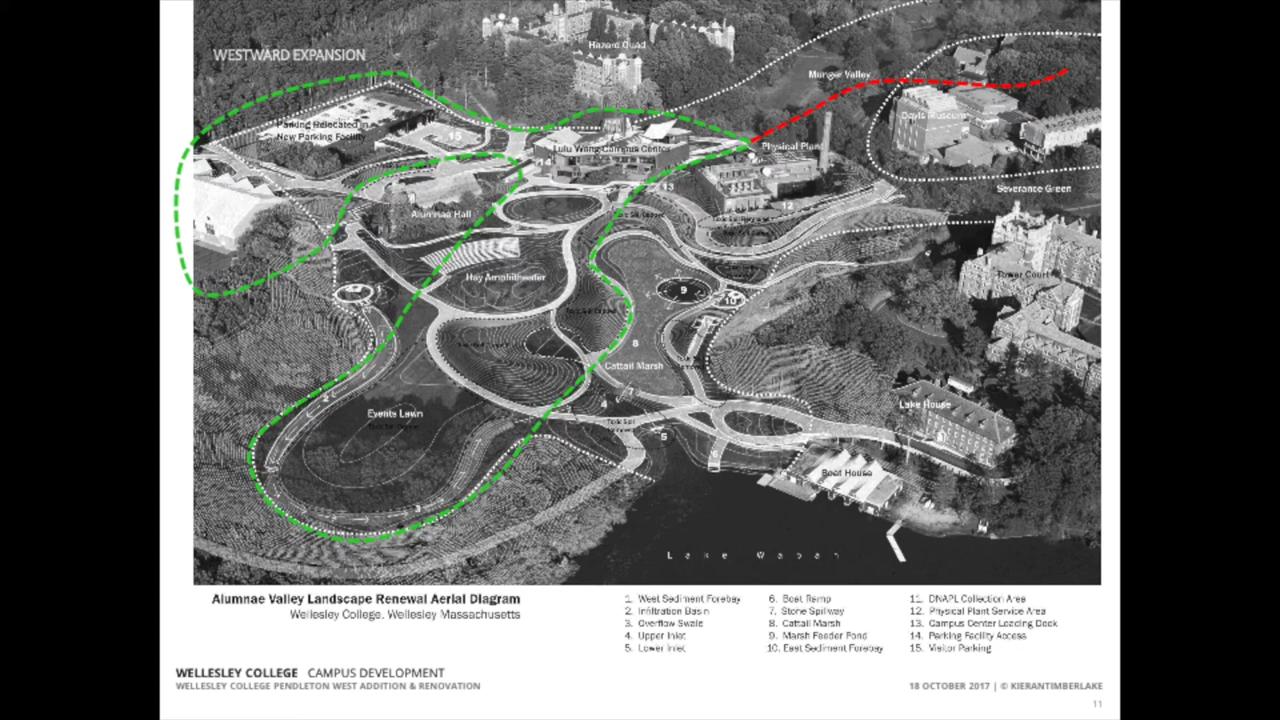 WESTWARD EXPANSION
Hazard Quad
Munger Valley
Parking Relocated in
New Parking Facility
15
Davis Museum
Lulu Wang Campus Center
Physical Plant
14
13
Severance Green
12
Alumnae Hall
Tower Court
Hay Amphitheater
9
10
8
Cattail Marsh
7
2
4
Lake House
Events Lawn
5
6
Boat House
3
Lake Waban
Alumnae Valley Landscape Renewal Aerial Diagram
Wellesley College, Wellesley Massachusetts
1. West Sediment Forebay
2. Infiltration Basin
3. Overflow Swale
4. Upper Inlet
5. Lower Inlet
6. Boat Ramp
7. Stone Spillway
8. Cattail Marsh
9. Marsh Feeder Pond
10. East Sediment Forebay
11. DNAPL Collection Area
12. Physical Plant Service Area
13. Campus Center Loading Dock
14. Parking Facility Access
15. Visitor Parking
WELLESLEY COLLEGE CAMPUS DEVELOPMENT
WELLESLEY COLLEGE PENDLETON WEST ADDITION & RENOVATION
18 OCTOBER 2017 | © KIERANTIMBERLAKE
11